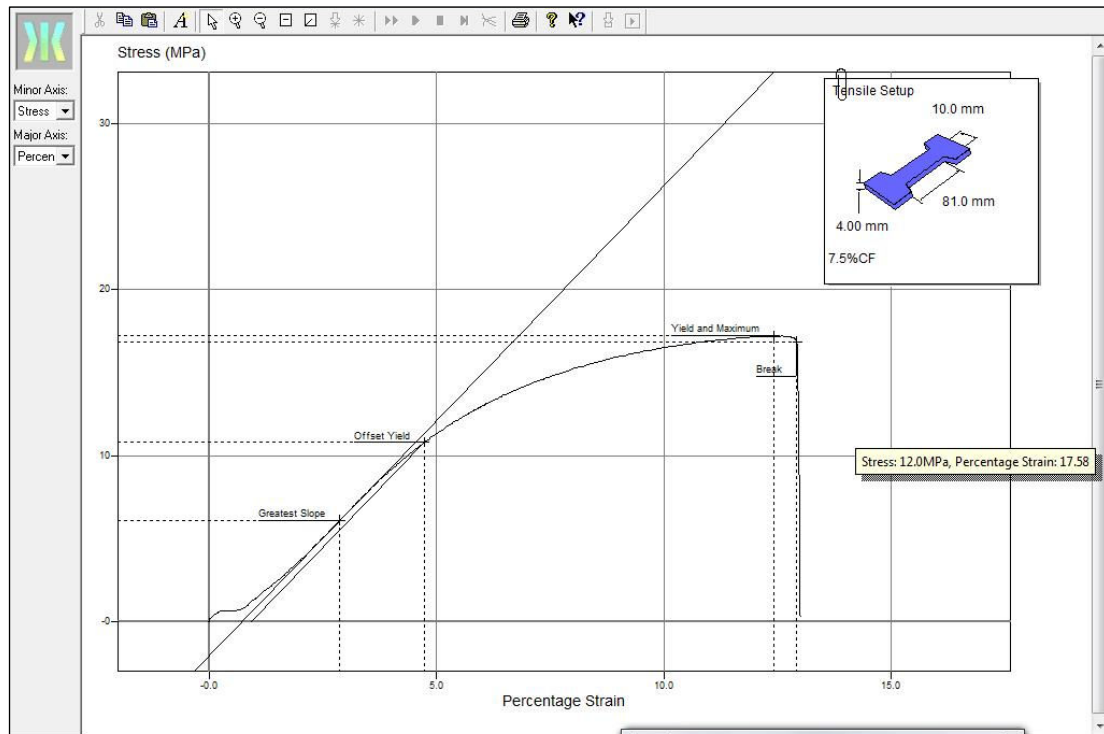 A
Stress (MPa)
Minor Axis:
Stress
Major Axis:
Percen
Tensile Setup
10.0 mm
81.0 mm
4.00 mm
7.5%CF
30
20
Yield and Maximum
Break
Offset Yield
10
Stress: 12.0MPa, Percentage Strain: 17.58
Greatest Slope
-0
-0.0
5.0
10.0
15.0
Percentage Strain